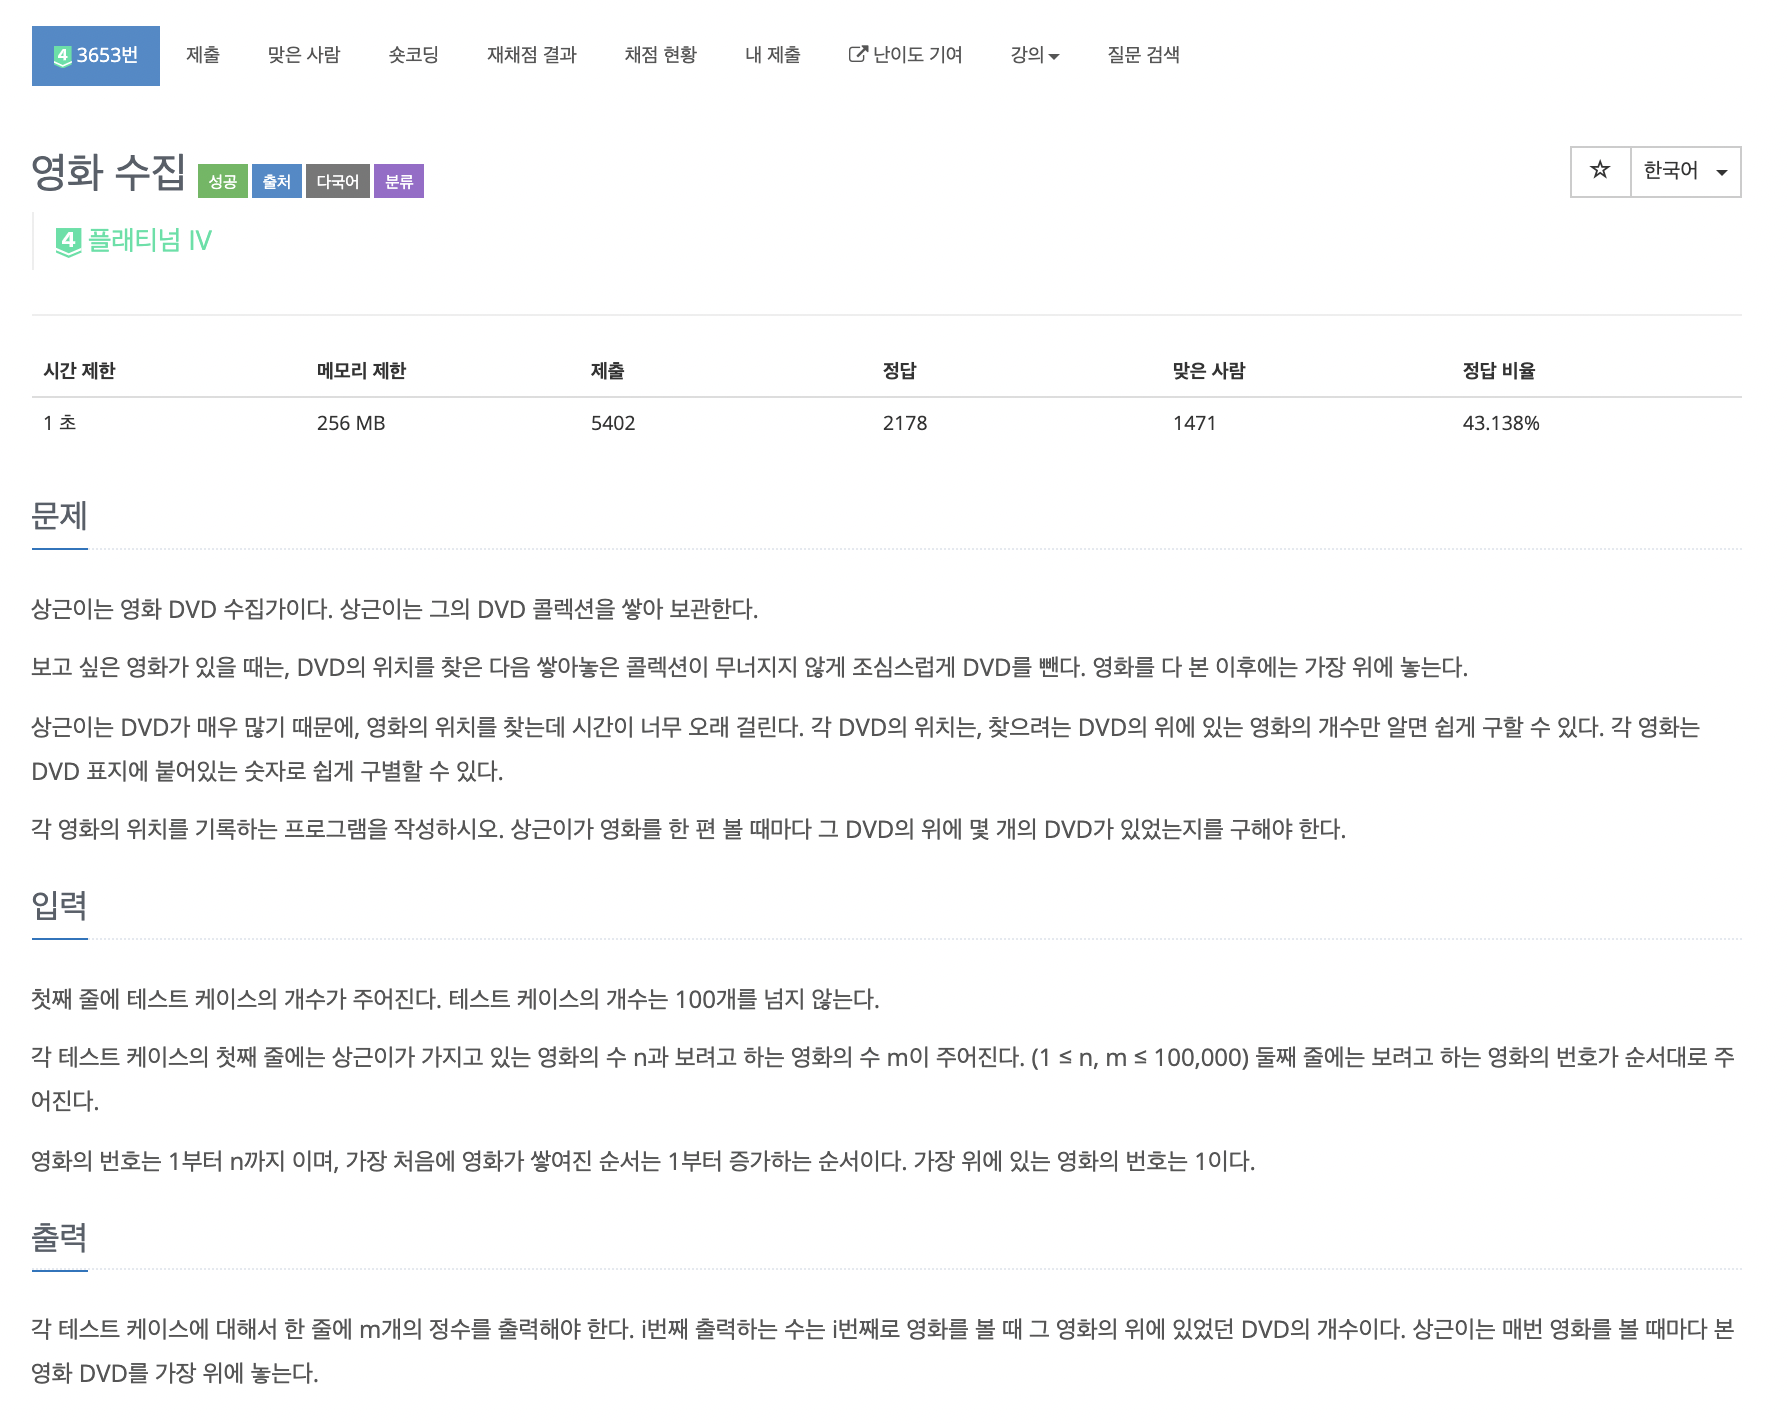 4 3653번 제출 맞은 사람 숏코딩 재채점 결과 채점 현황 내 제출 난이도 기여 강의 질문 검색
영화 수집 성공 출처 다국어 분류 한국어
4 플래티넘 IV
시간 제한 메모리 제한 제출 정답 맞은 사람 정답 비율
1 초 256 MB 5402 2178 1471 43.138%
문제
상근이는 영화 DVD 수집가이다. 상근이는 그의 DVD 콜렉션을 쌓아 보관한다.
보고 싶은 영화가 있을 때는, DVD의 위치를 찾은 다음 쌓아놓은 콜렉션이 무너지지 않게 조심스럽게 DVD를 뺀다. 영화를 다 본 이후에는 가장 위에 놓는다.
상근이는 DVD가 매우 많기 때문에, 영화의 위치를 찾는데 시간이 너무 오래 걸린다. 각 DVD의 위치는, 찾으려는 DVD의 위에 있는 영화의 개수만 알면 쉽게 구할 수 있다. 각 영화는
DVD 표지에 붙어있는 숫자로 쉽게 구별할 수 있다.
각 영화의 위치를 기록하는 프로그램을 작성하시오. 상근이가 영화를 한 편 볼 때마다 그 DVD의 위에 몇 개의 DVD가 있었는지를 구해야 한다.
입력
첫째 줄에 테스트 케이스의 개수가 주어진다. 테스트 케이스의 개수는 100개를 넘지 않는다.
각 테스트 케이스의 첫째 줄에는 상근이가 가지고 있는 영화의 수 n과 보려고 하는 영화의 수 m이 주어진다. (1 ≤ n, m ≤ 100,000) 둘째 줄에는 보려고 하는 영화의 번호가 순서대로 주
어진다.
영화의 번호는 1부터 n까지 이며, 가장 처음에 영화가 쌓여진 순서는 1부터 증가하는 순서이다. 가장 위에 있는 영화의 번호는 1이다.
출력
각 테스트 케이스에 대해서 한 줄에 m개의 정수를 출력해야 한다. i번째 출력하는 수는 i번째로 영화를 볼 때 그 영화의 위에 있었던 DVD의 개수이다. 상근이는 매번 영화를 볼 때마다 본
영화 DVD를 가장 위에 놓는다.